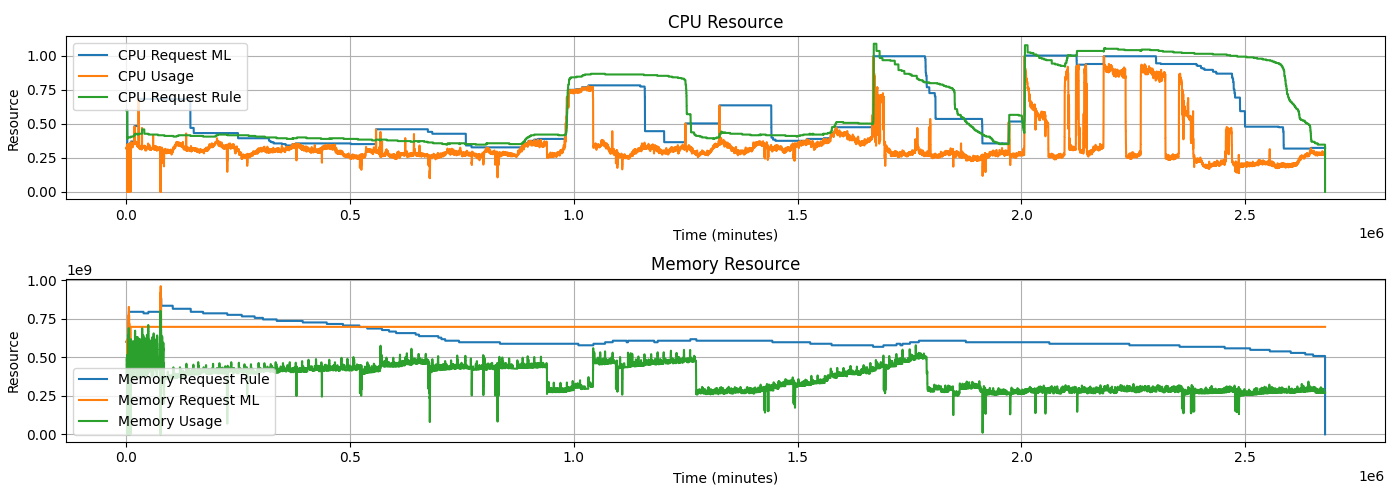 CPU Resource
CPU Request ML
CPU Usage
CPU Request Rule
1.00
0.75
0.50
0.25
0.00
Resource
0.0 0.5 1.0 1.5 2.0 2.5
Time (minutes)
1e6
Memory Resource
1e9
1.00
0.75
0.50
0.25
0.00
Resource
Memory Request Rule
Memory Request ML
Memory Usage
0.0 0.5 1.0 1.5 2.0 2.5
Time (minutes)
1e6